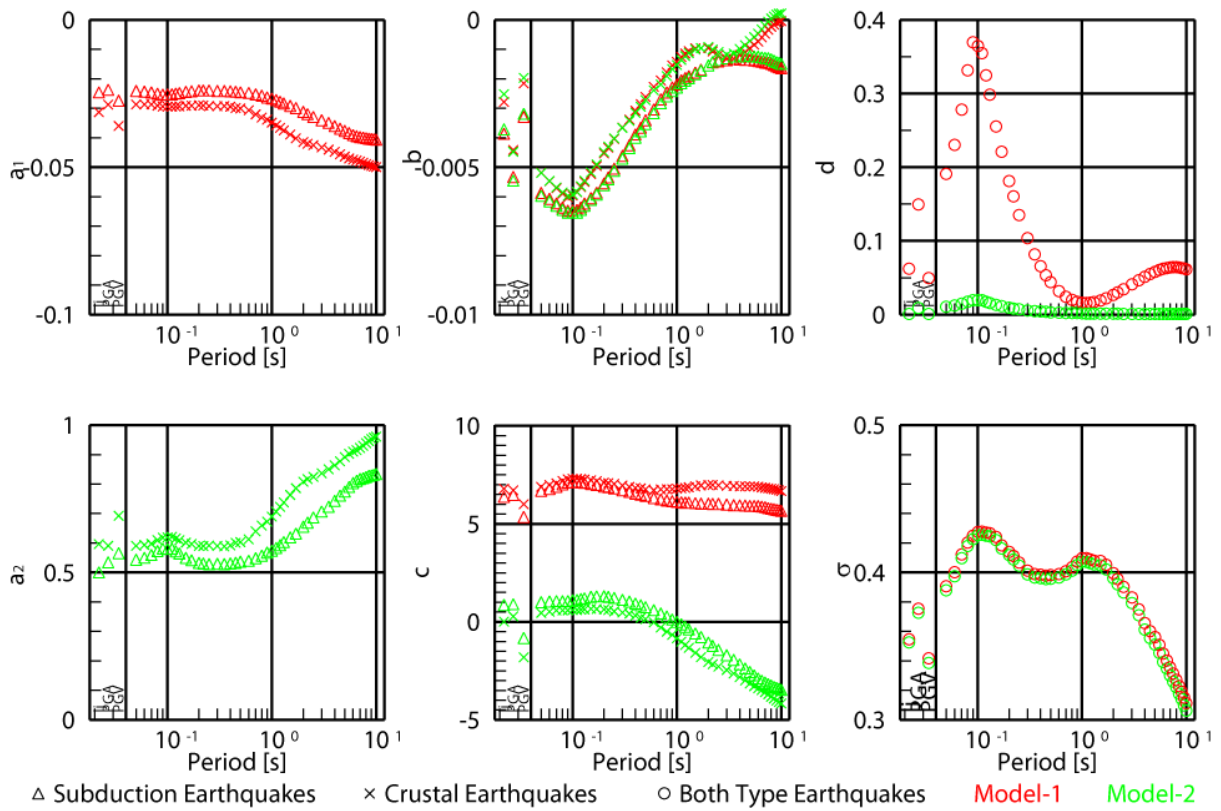 0
-0.05
-0.1
a1
PGA
PGV
10-1 100 101
Period [s]
0
-0.005
-0.01
b
PGA
PGV
10-1 100 101
Period [s]
0.4
0.3
0.2
0.1
0
d
PGA
PGV
10-1 100 101
Period [s]
1
0.5
0
a2
PGA
PGV
10-1 100 101
Period [s]
10
5
0
-5
c
PGA
PGV
10-1 100 101
Period [s]
0.5
0.4
0.3
σ
PGA
PGV
10-1 100 101
Period [s]
△ Subduction Earthquakes × Crustal Earthquakes ○ Both Type Earthquakes Model-1 Model-2